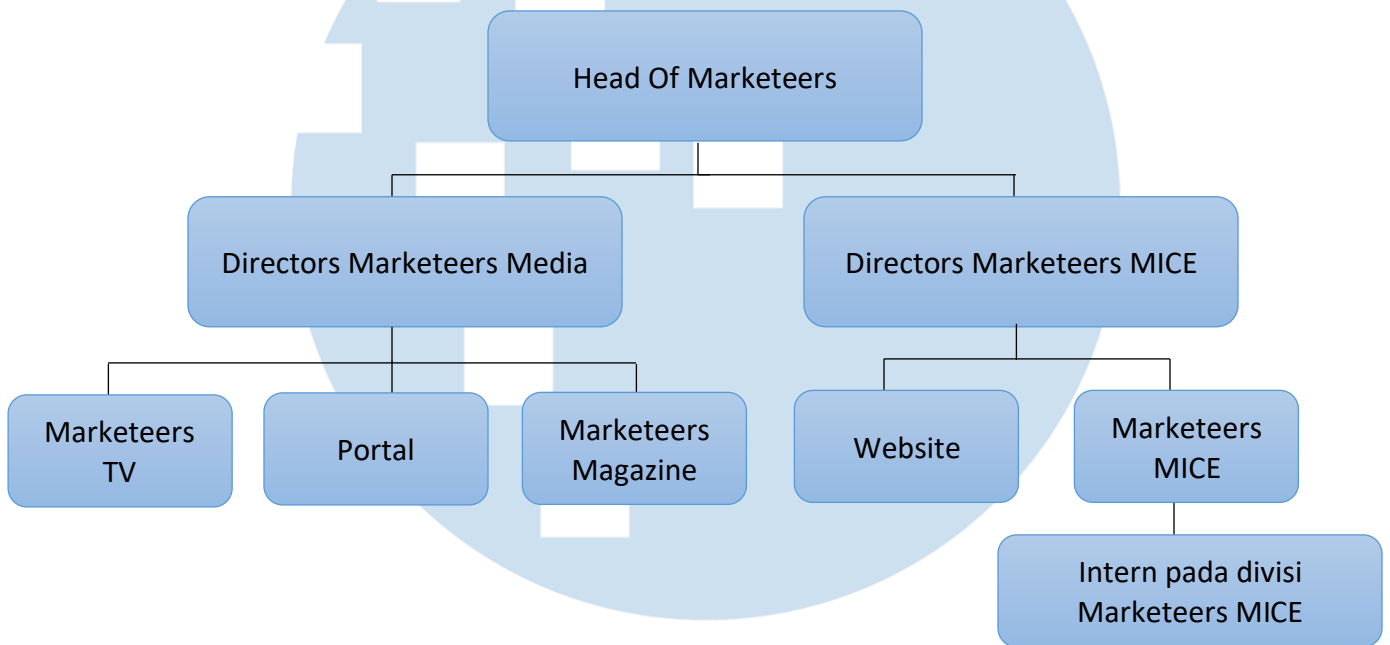 Head Of Marketeers
Directors Marketeers Media
Directors Marketeers MICE
Marketeers
TV
Portal
Marketeers
Magazine
Website
Marketeers
MICE
Intern pada divisi
Marketeers MICE